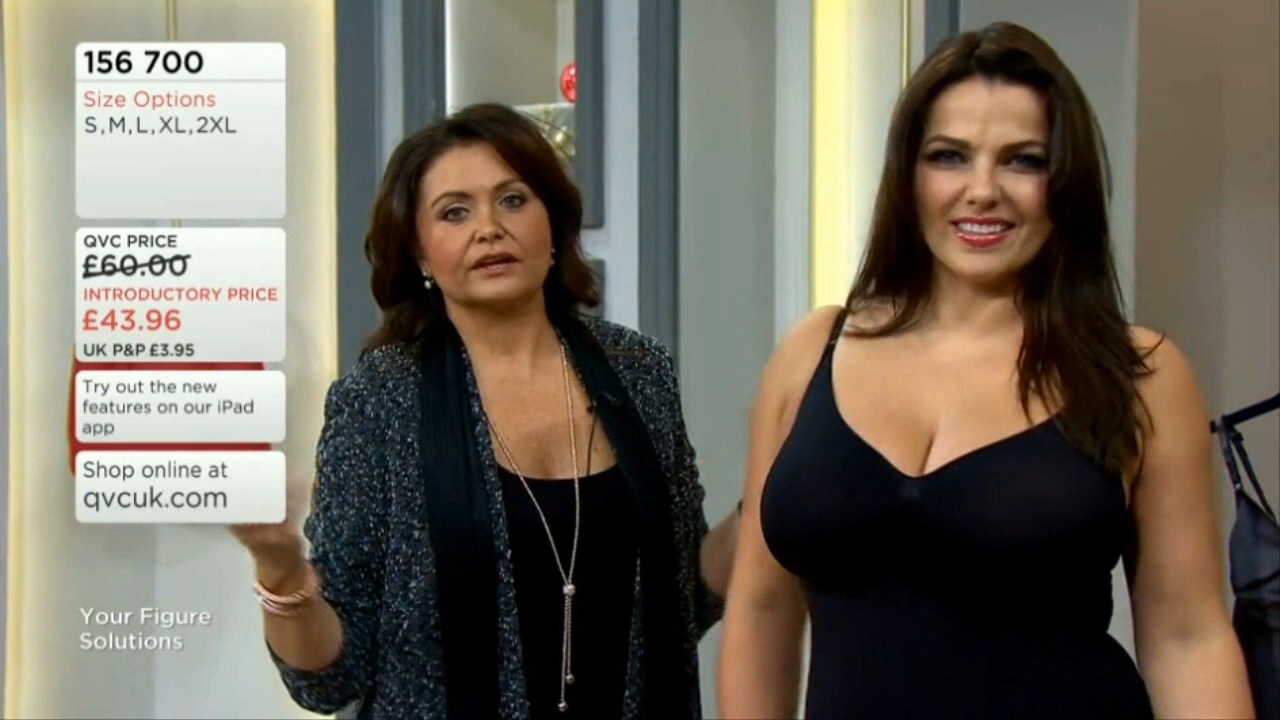 156 700
Size Options
S,M,L,XL,2XL
QVC PRICE
£60.00
INTRODUCTORY PRICE
£43.96
UK P&P £3.95
Try out the new
features on our iPad
app
Shop online at
qvcuk.com
Your Figure
Solutions